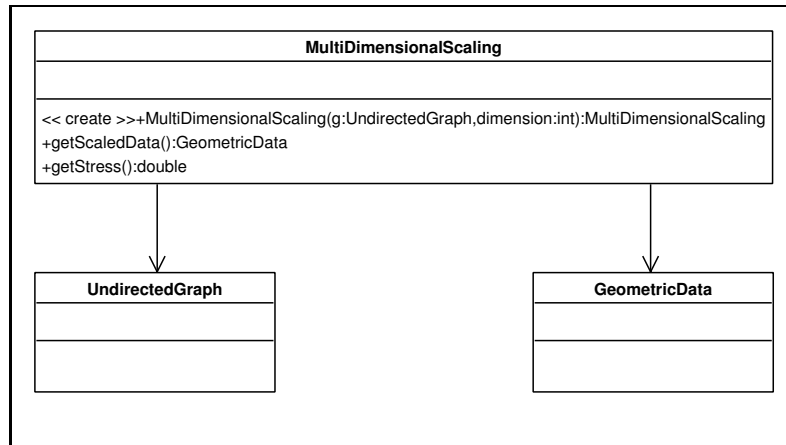 MultiDimensionalScaling
<< create >>+MultiDimensionalScaling(g:UndirectedGraph,dimension:int):MultiDimensionalScaling
+getScaledData():GeometricData
+getStress():double
UndirectedGraph
GeometricData